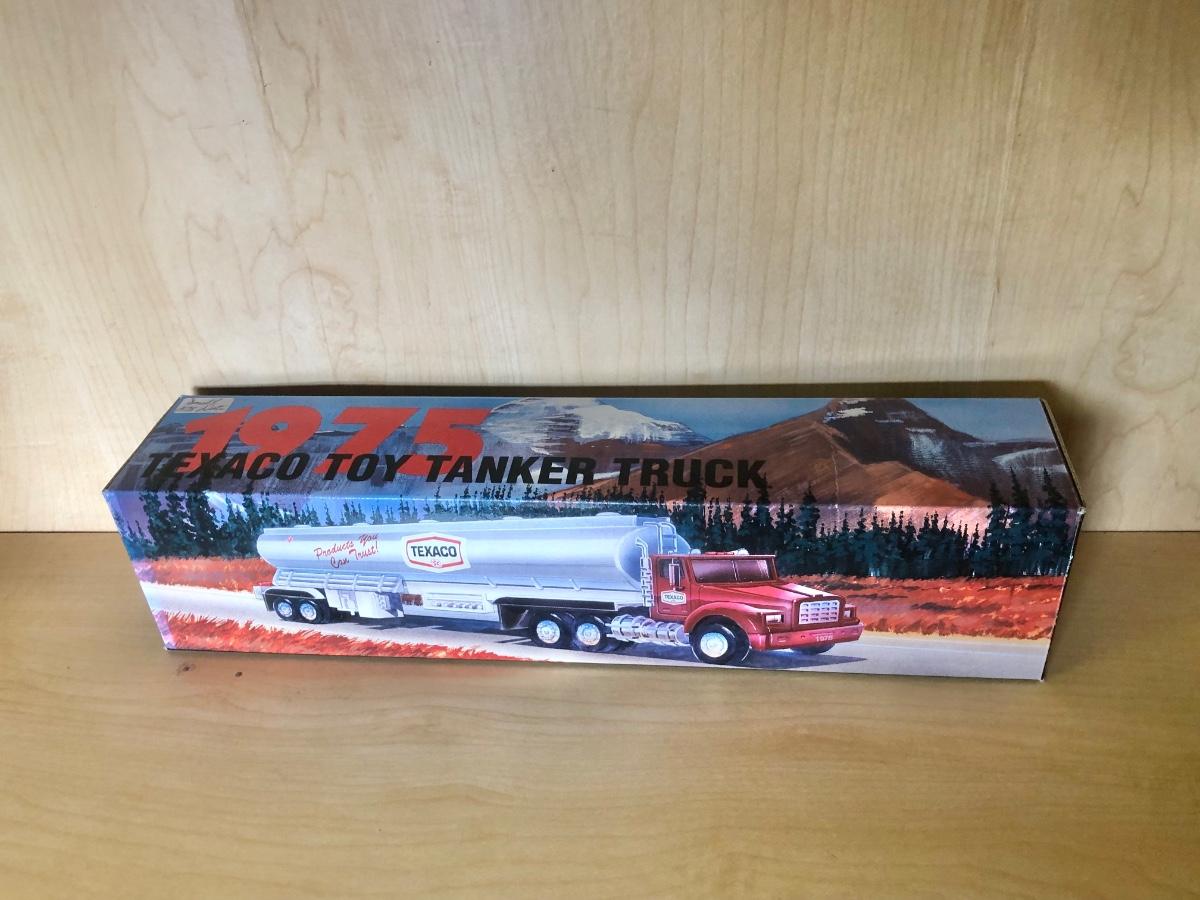 1975
TEXACO TOY TANKER TRUCK
Products You
Can Trust!
TEXACO
TEXACO
1975